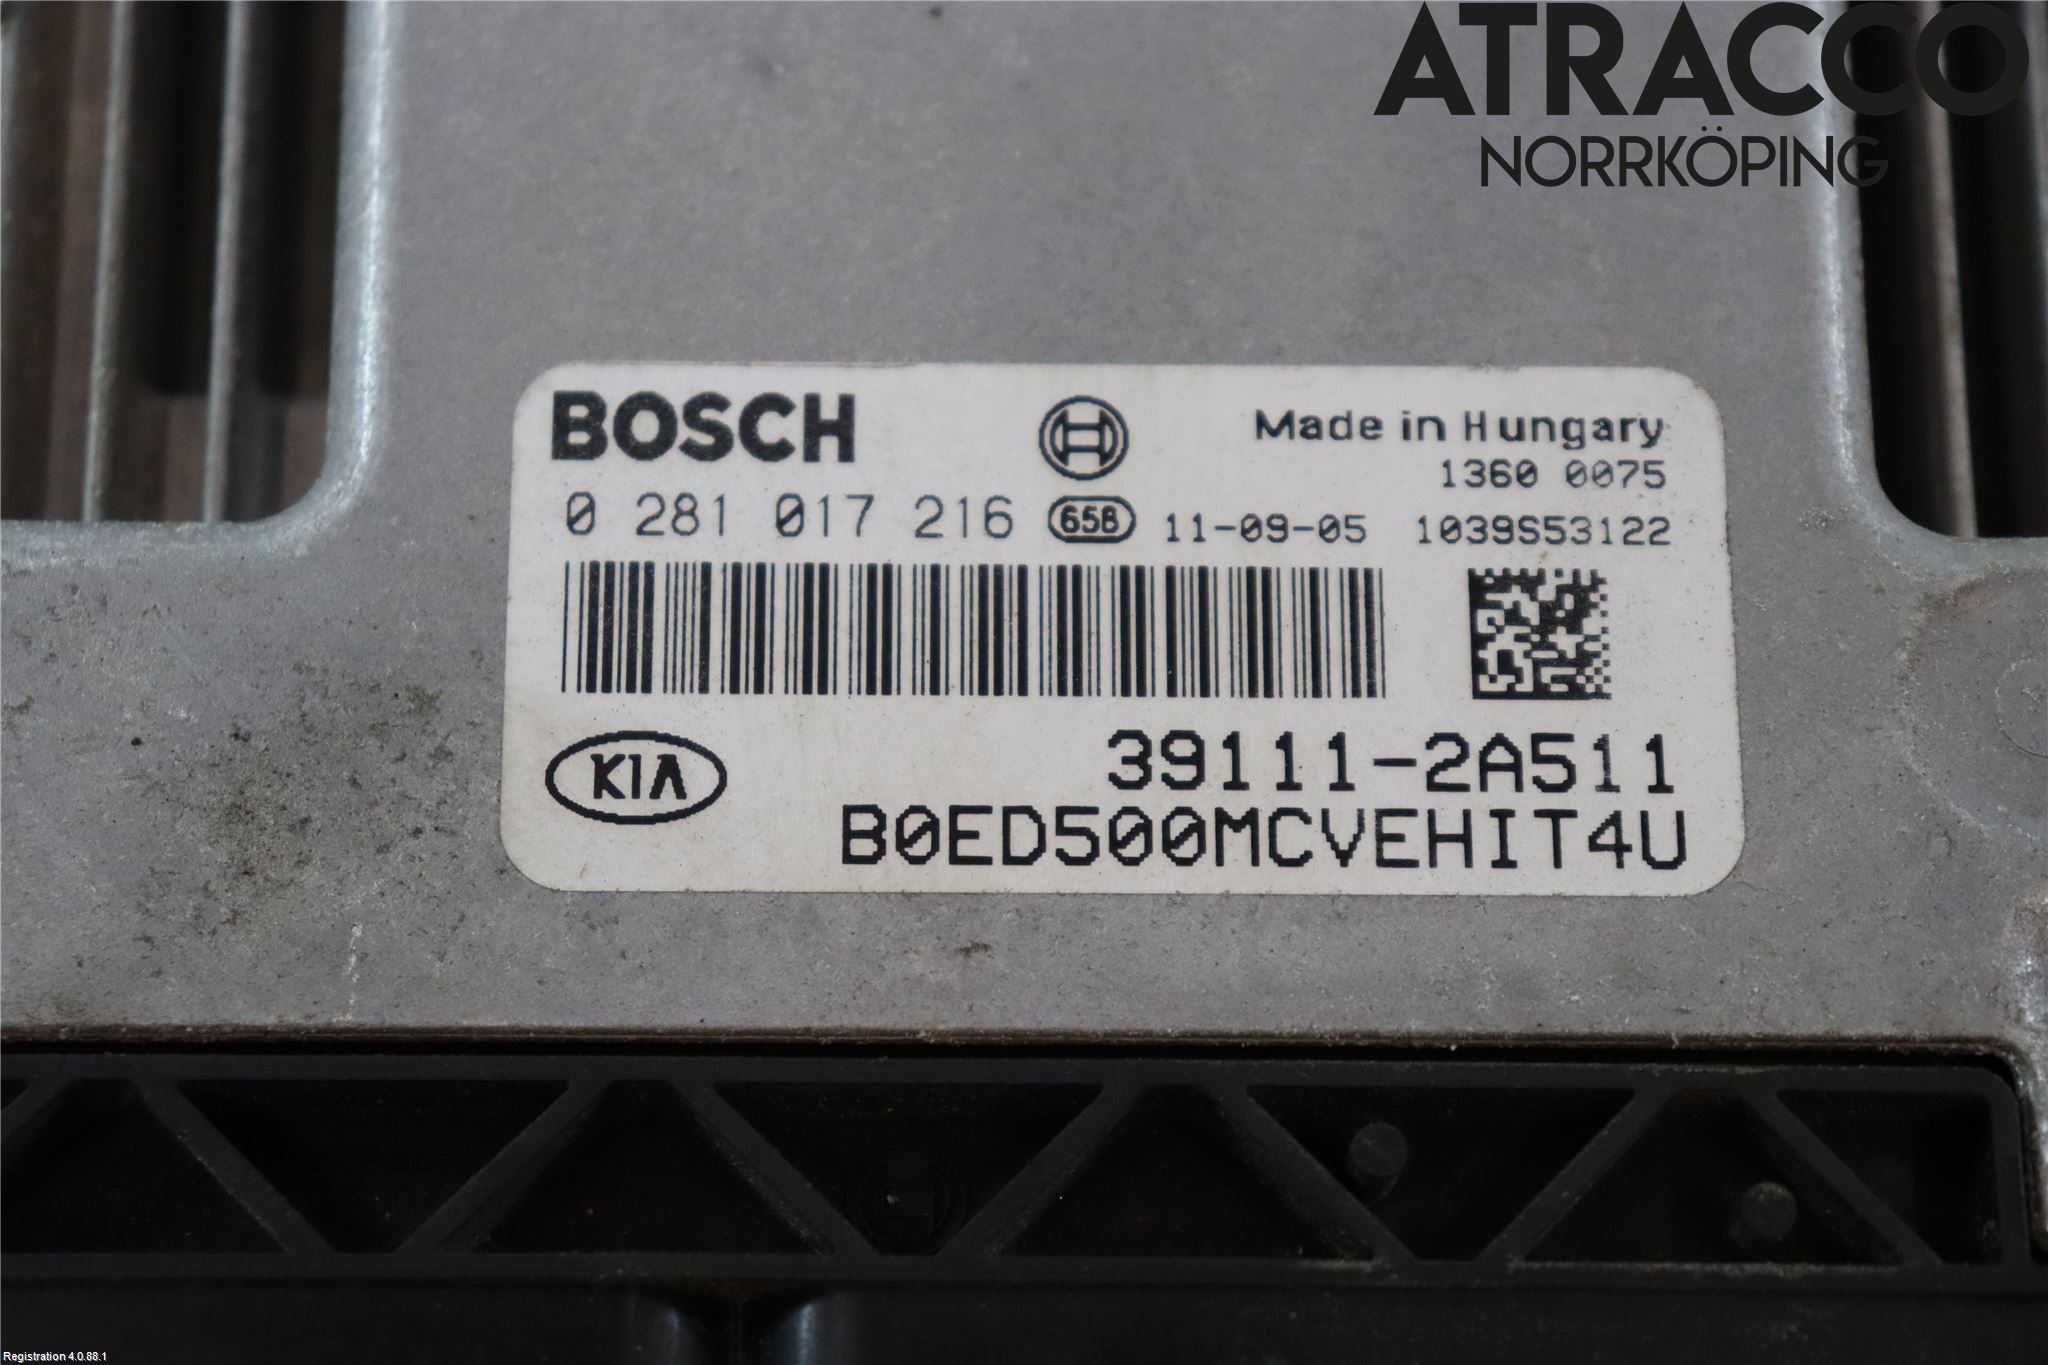 ATRACCO
NORRKÖPING
BOSCH
Made in Hungary
1360 0075
0 281 017 216 65B 11-09-05 1039S53122
KIA
39111-2A511
B0ED500MCVEHIT4U
Registration 4.0.88.1